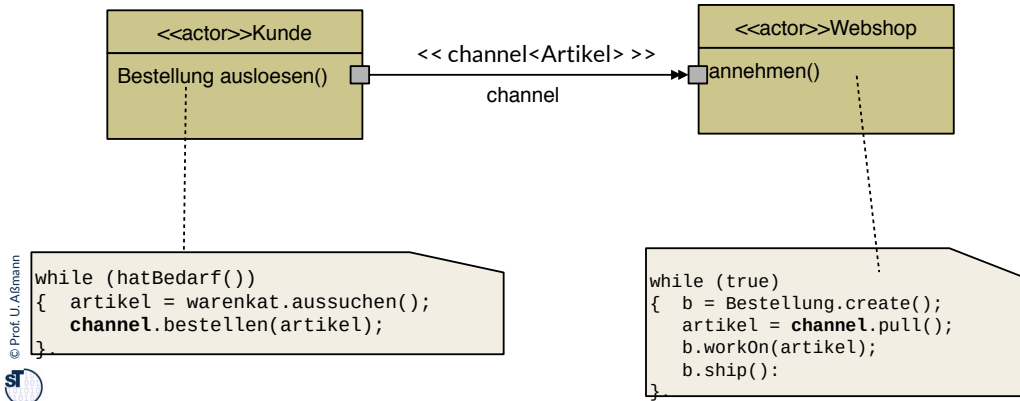 <<actor>>Kunde
Bestellung ausloesen()
<< channel<Artikel> >>
channel
<<actor>>Webshop
annehmen()
while (hatBedarf())
{  artikel = warenkat.aussuchen();
   channel.bestellen(artikel);
}.
while (true)
{  b = Bestellung.create();
   artikel = channel.pull();
   b.workOn(artikel);
   b.ship():
}.
© Prof. U. Aßmann
ST